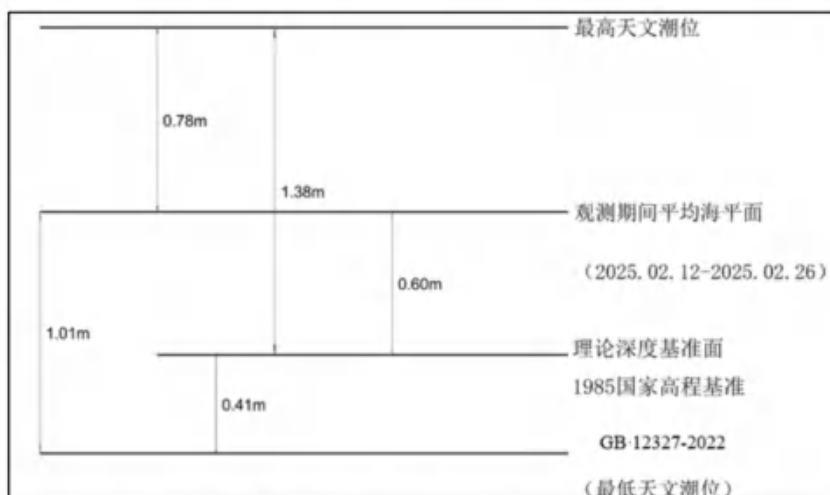 最高天文潮位
0.78m
1.38m
观测期间平均海平面
（2025.02.12-2025.02.26）
0.60m
1.01m
理论深度基准面
1985国家高程基准
0.41m
GB 12327-2022
（最低天文潮位）